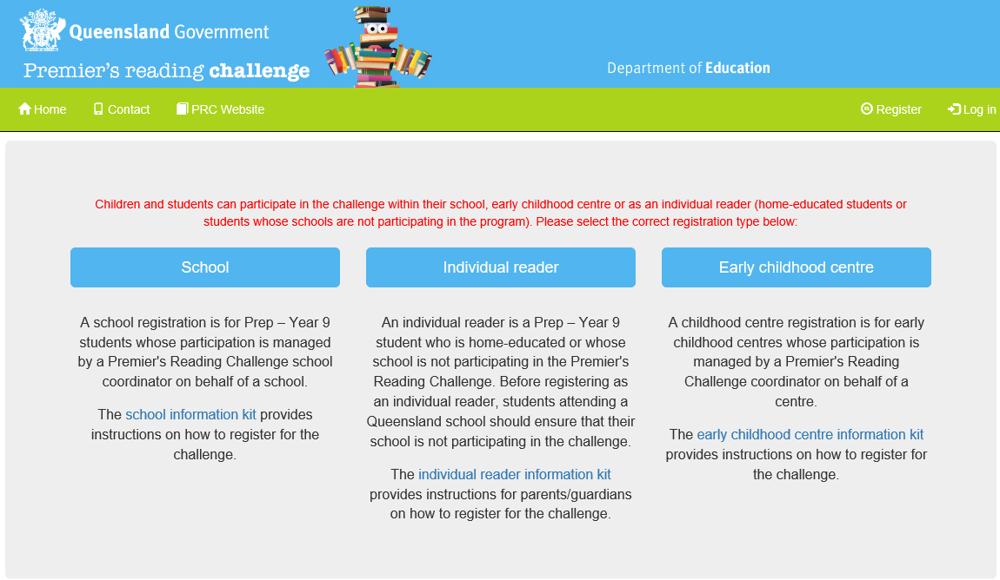 Queensland Government
Premier's reading challenge
Department of Education
Home
Contact
PRC Website
Register
Log in
Children and students can participate in the challenge within their school, early childhood centre or as an individual reader (home-educated students or
students whose schools are not participating in the program). Please select the correct registration type below:
School
A school registration is for Prep – Year 9
students whose participation is managed
by a Premier's Reading Challenge school
coordinator on behalf of a school.
The school information kit provides
instructions on how to register for the
challenge.
Individual reader
An individual reader is a Prep – Year 9
student who is home-educated or whose
school is not participating in the Premier's
Reading Challenge. Before registering as
an individual reader, students attending a
Queensland school should ensure that their
school is not participating in the challenge.
The individual reader information kit
provides instructions for parents/guardians
on how to register for the challenge.
Early childhood centre
A childhood centre registration is for early
childhood centres whose participation is
managed by a Premier's Reading
Challenge coordinator on behalf of a
centre.
The early childhood centre information kit
provides instructions on how to register for
the challenge.